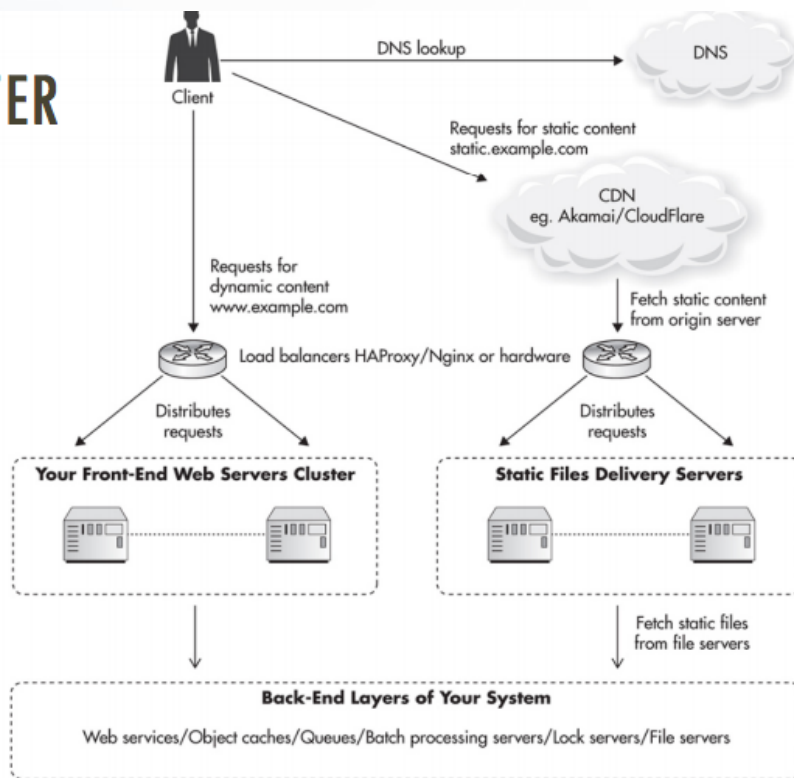 TER
DNS lookup
DNS
Client
Requests for static content
static.example.com
CDN
eg. Akamai/CloudFlare
Requests for
dynamic content
www.example.com
Fetch static content
from origin server
Load balancers HAProxy/Nginx or hardware
Distributes
requests
Distributes
requests
Your Front-End Web Servers Cluster
Static Files Delivery Servers
Fetch static files
from file servers
Back-End Layers of Your System
Web services/Object caches/Queues/Batch processing servers/Lock servers/File servers